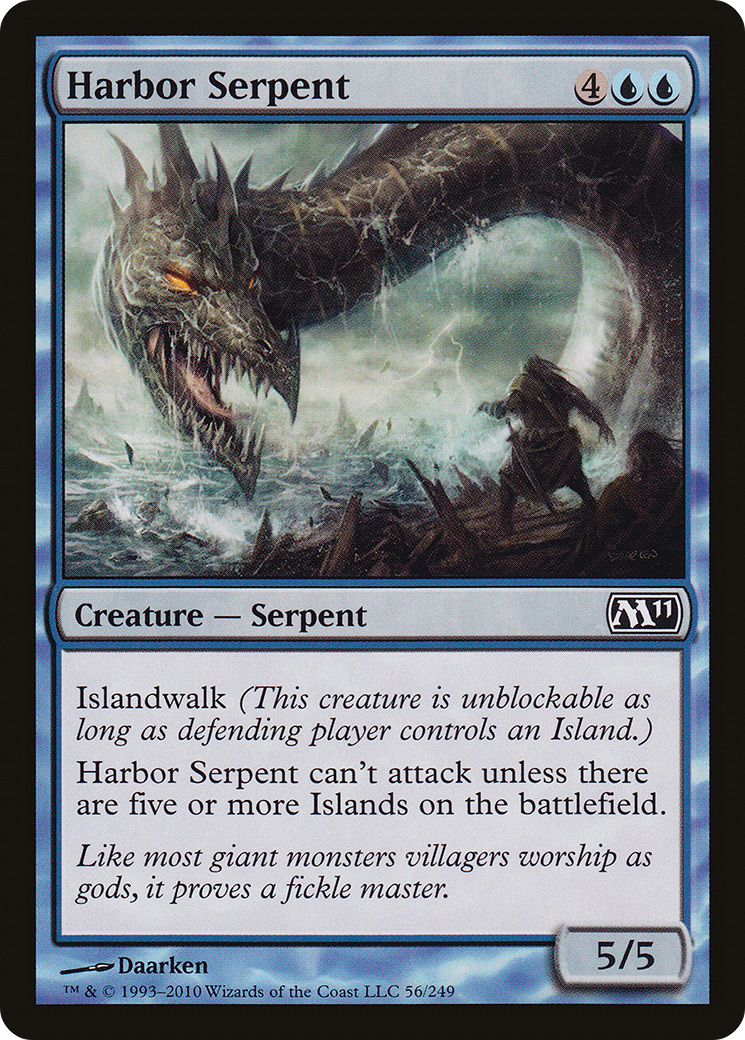 Harbor Serpent 4
Creature — Serpent M11
Islandwalk (This creature is unblockable as
long as defending player controls an Island.)
Harbor Serpent can't attack unless there
are five or more Islands on the battlefield.
Like most giant monsters villagers worship as
gods, it proves a fickle master.
5/5
Daarken
™ & © 1993–2010 Wizards of the Coast LLC 56/249